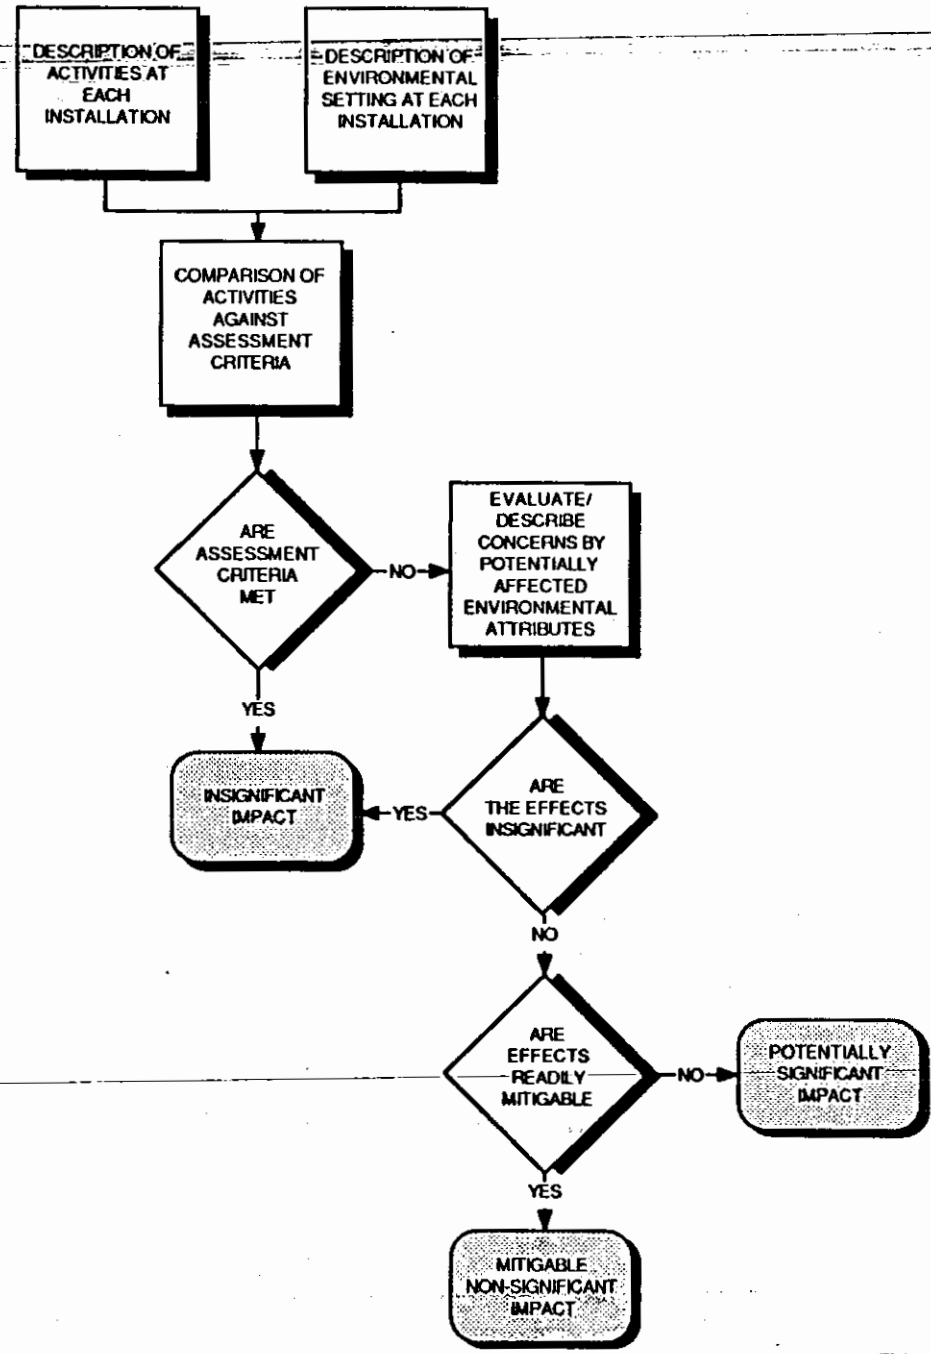 DESCRIPTION OF
ACTIVITIES AT
EACH
INSTALLATION
DESCRIPTION OF
ENVIRONMENTAL
SETTING AT EACH
INSTALLATION
COMPARISON OF
ACTIVITIES
AGAINST
ASSESSMENT
CRITERIA
ARE
ASSESSMENT
CRITERIA
MET
NO
EVALUATE/
DESCRIBE
CONCERNS BY
POTENTIALLY
AFFECTED
ENVIRONMENTAL
ATTRIBUTES
YES
INSIGNIFICANT
IMPACT
YES
ARE
THE EFFECTS
INSIGNIFICANT
NO
ARE
EFFECTS
READILY
MITIGABLE
NO
POTENTIALLY
SIGNIFICANT
IMPACT
YES
MITIGABLE
NON-SIGNIFICANT
IMPACT